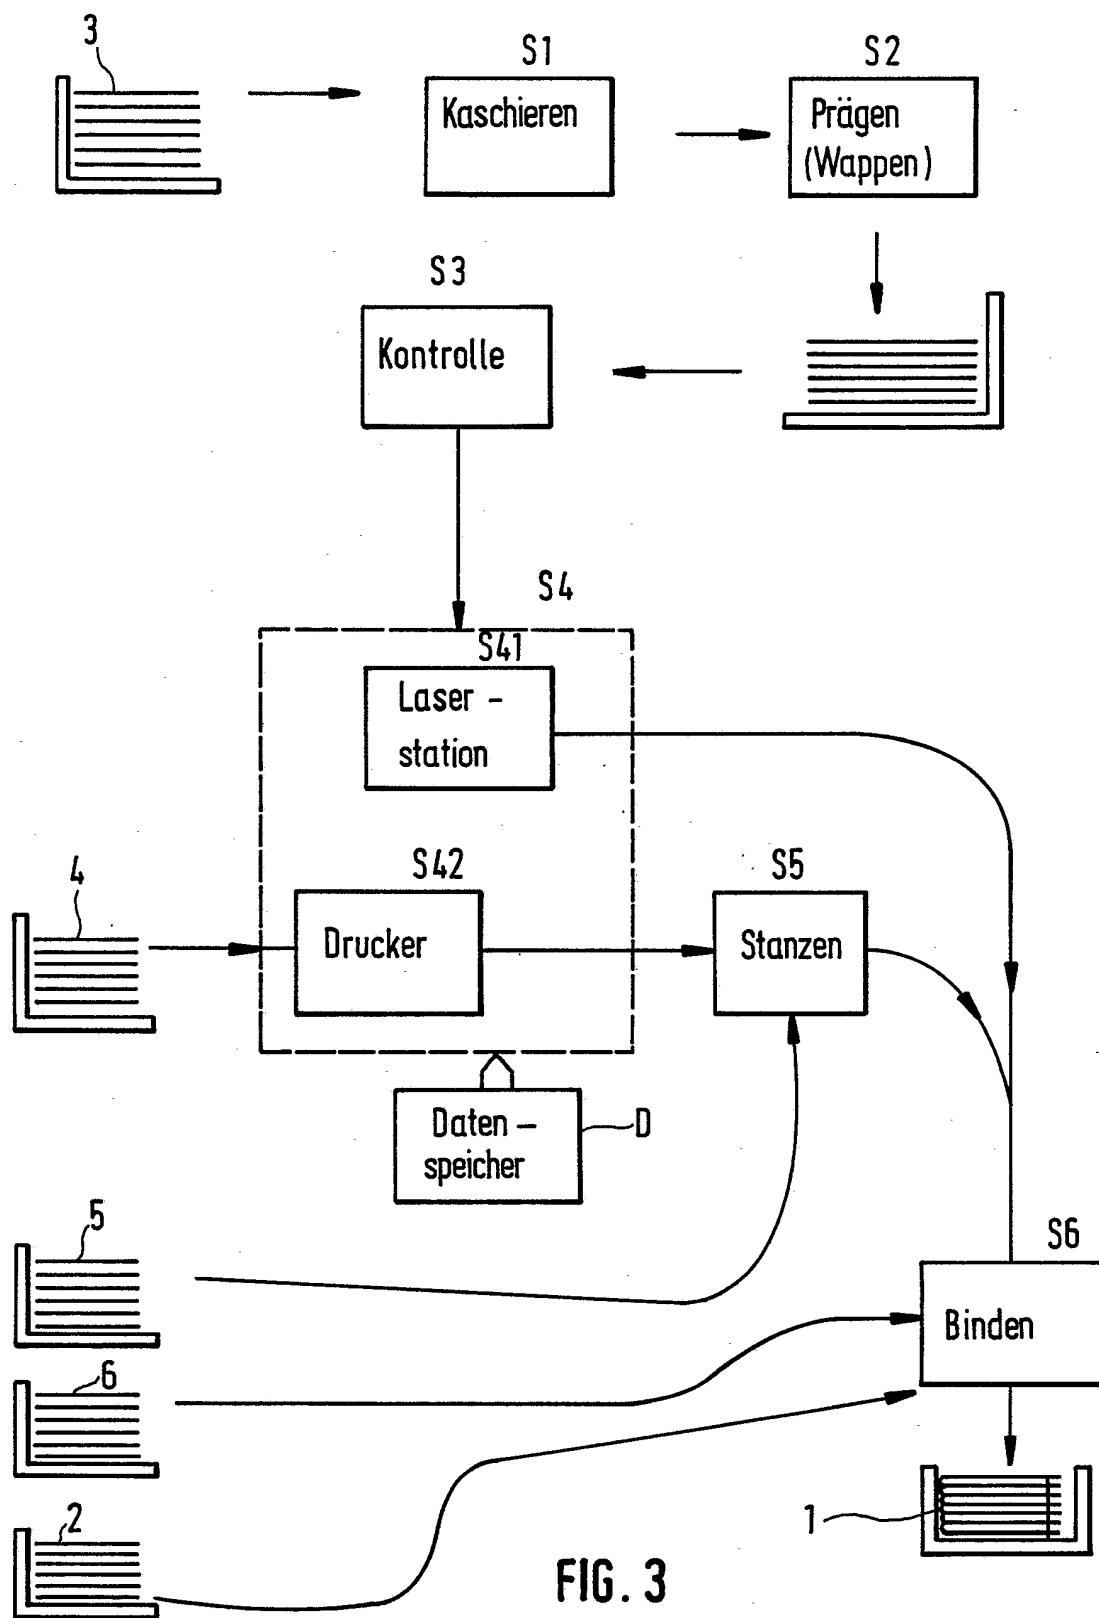 3
S1
S2
Kaschieren
Prägen
(Wappen)
S3
Kontrolle
S4
S41
Laser -
station
4
S42
S5
Drucker
Stanzen
Daten -
speicher
D
5
S6
6
Binden
2
1
FIG. 3